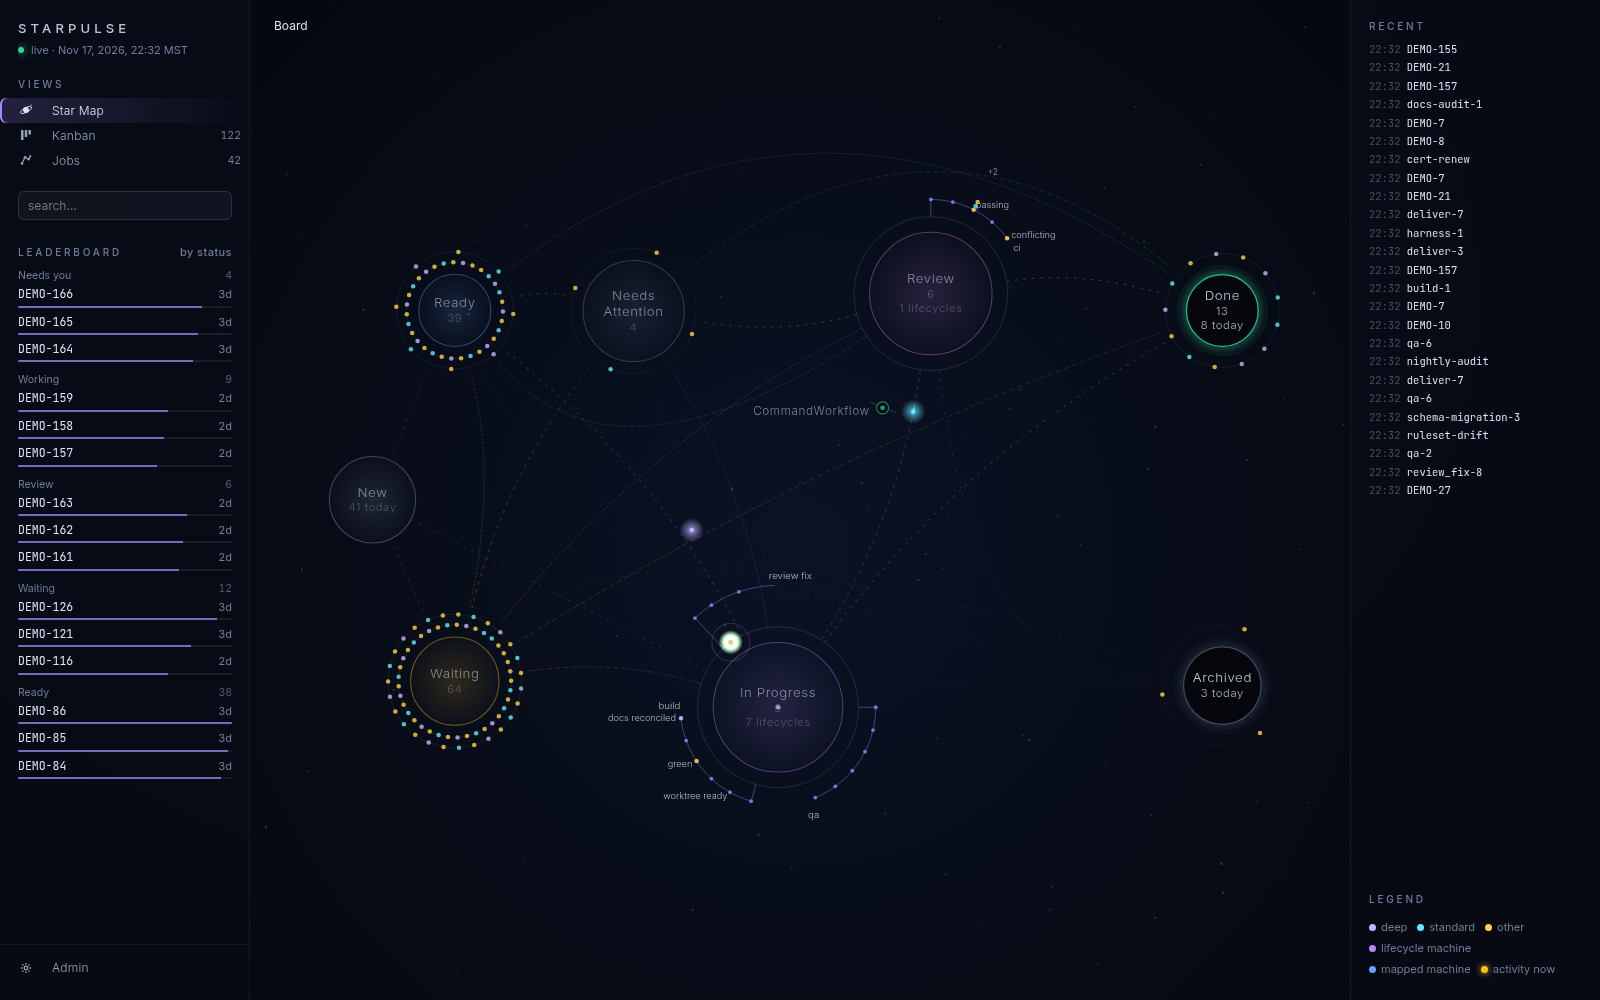 STARPULSE
live · Nov 17, 2026, 22:32 MST
VIEWS
Star Map
Kanban 122
Jobs 42
search...
LEADERBOARD by status
Needs you 4
DEMO-166 3d
DEMO-165 3d
DEMO-164 3d
Working 9
DEMO-159 2d
DEMO-158 2d
DEMO-157 2d
Review 6
DEMO-163 2d
DEMO-162 2d
DEMO-161 2d
Waiting 12
DEMO-126 3d
DEMO-121 3d
DEMO-116 2d
Ready 38
DEMO-86 3d
DEMO-85 3d
DEMO-84 3d
Admin
Board
+2
passing
conflicting
ci
Review
6
1 lifecycles
Ready
39
Needs
Attention
4
Done
13
8 today
CommandWorkflow
New
41 today
review fix
Waiting
64
In Progress
7 lifecycles
build
docs reconciled
green
worktree ready
qa
Archived
3 today
RECENT
22:32 DEMO-155
22:32 DEMO-21
22:32 DEMO-157
22:32 docs-audit-1
22:32 DEMO-7
22:32 DEMO-8
22:32 cert-renew
22:32 DEMO-7
22:32 DEMO-21
22:32 deliver-7
22:32 harness-1
22:32 deliver-3
22:32 DEMO-157
22:32 build-1
22:32 DEMO-7
22:32 DEMO-10
22:32 qa-6
22:32 nightly-audit
22:32 deliver-7
22:32 qa-6
22:32 schema-migration-3
22:32 ruleset-drift
22:32 qa-2
22:32 review_fix-8
22:32 DEMO-27
LEGEND
deep standard other
lifecycle machine
mapped machine activity now